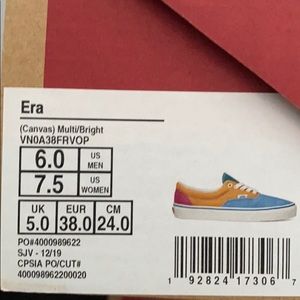 Era
(Canvas) Multi/Bright
VN0A38FRVOP
6.0 US MEN
7.5 US WOMEN
UK EUR CM
5.0 38.0 24.0
PO#4000989622
SJV - 12/19
CPSIA PO/CUT#
400098962200020
1 92824 17306 7